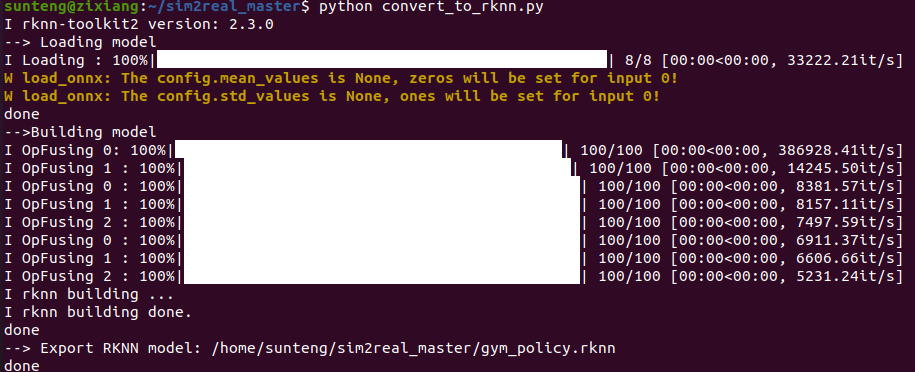 sunteng@zixiang:~/sim2real_master$ python convert_to_rknn.py
I rknn-toolkit2 version: 2.3.0
--> Loading model
I Loading : 100%|| 8/8 [00:00<00:00, 33222.21it/s]
W load_onnx: The config.mean_values is None, zeros will be set for input 0!
W load_onnx: The config.std_values is None, ones will be set for input 0!
done
-->Building model
I OpFusing 0: 100%|| 100/100 [00:00<00:00, 386928.41it/s]
I OpFusing 1 : 100%|| 100/100 [00:00<00:00, 14245.50it/s]
I OpFusing 0 : 100%|| 100/100 [00:00<00:00, 8381.57it/s]
I OpFusing 1 : 100%|| 100/100 [00:00<00:00, 8157.11it/s]
I OpFusing 2 : 100%|| 100/100 [00:00<00:00, 7497.59it/s]
I OpFusing 0 : 100%|| 100/100 [00:00<00:00, 6911.37it/s]
I OpFusing 1 : 100%|| 100/100 [00:00<00:00, 6606.66it/s]
I OpFusing 2 : 100%|| 100/100 [00:00<00:00, 5231.24it/s]
I rknn building ...
I rknn building done.
done
--> Export RKNN model: /home/sunteng/sim2real_master/gym_policy.rknn
done